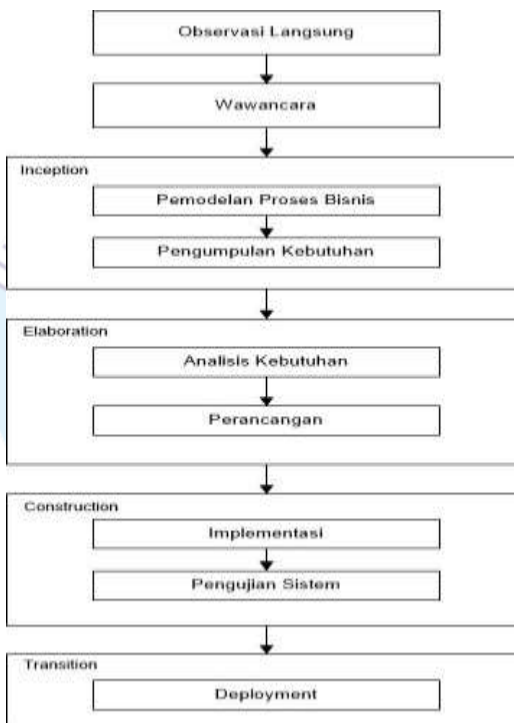 Observasi Langsung
Wawancara
Inception
Pemodelan Proses Bisnis
Pengumpulan Kebutuhan
Elaboration
Analisis Kebutuhan
Perancangan
Construction
Implementasi
Pengujian Sistem
Transition
Deployment